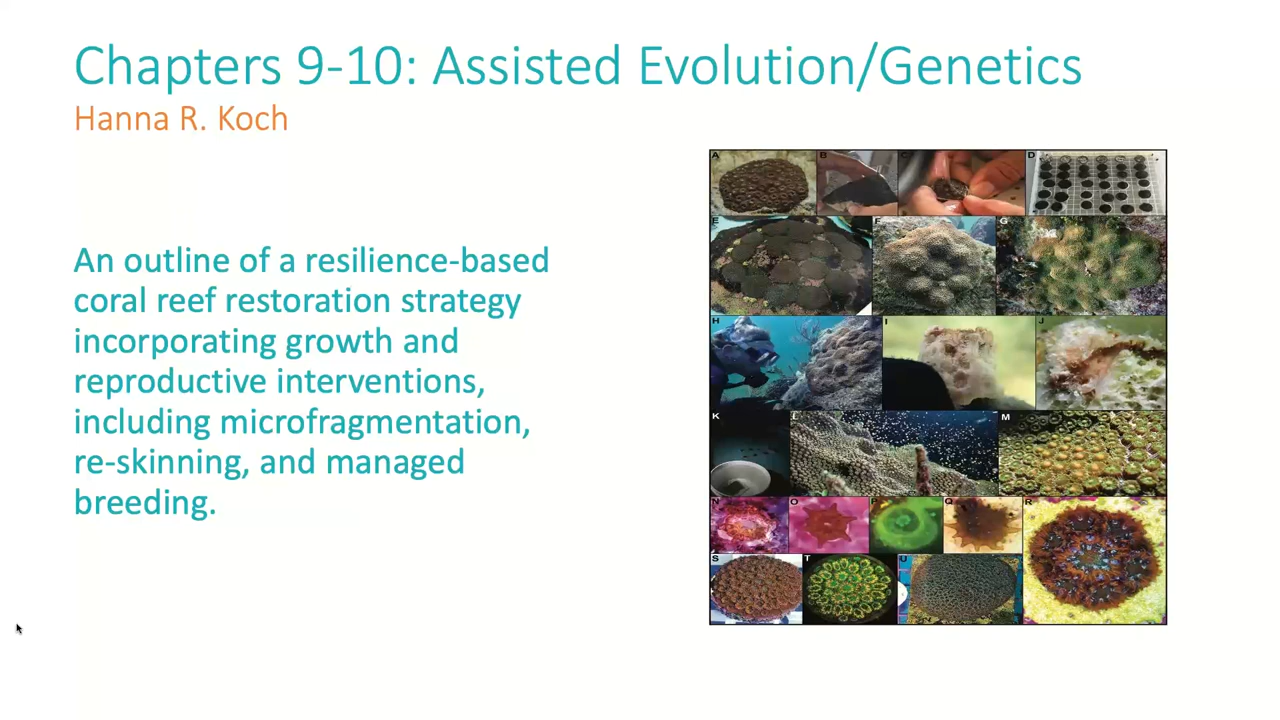 Chapters 9-10: Assisted Evolution/Genetics
Hanna R. Koch
An outline of a resilience-based
coral reef restoration strategy
incorporating growth and
reproductive interventions,
including microfragmentation,
re-skinning, and managed
breeding.
A B C D
E F G
H I J
K L M
N O P Q R
S T U